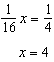 1/16 x = 1/4
x = 4